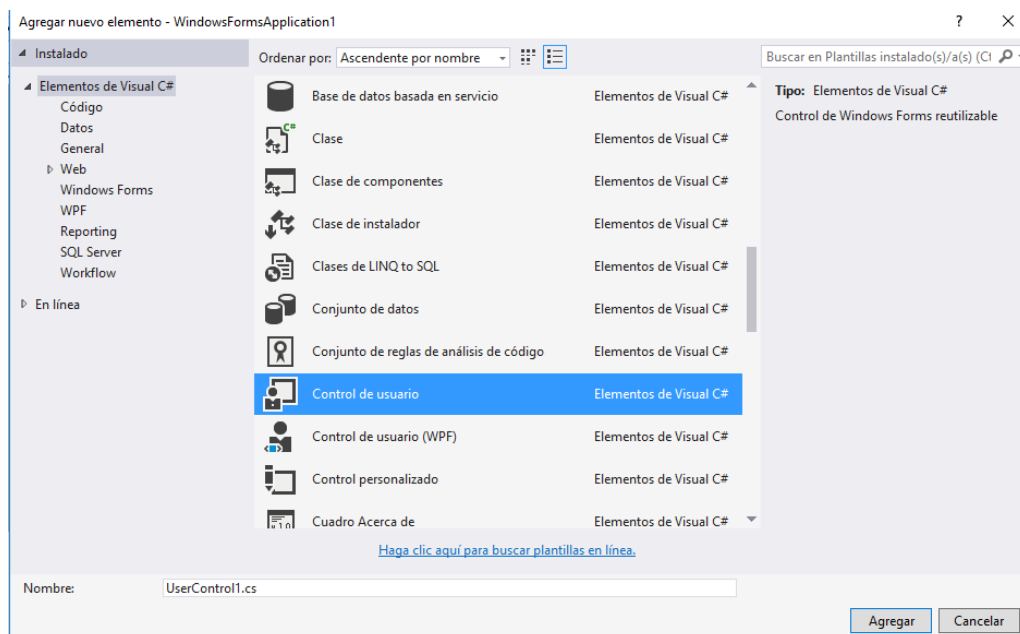 Agregar nuevo elemento - WindowsFormsApplication1
? ×
Instalado
Ordenar por: Ascendente por nombre
Buscar en Plantillas instalado(s)/a(s) (Ct
Elementos de Visual C#
Código
Datos
General
Web
Windows Forms
WPF
Reporting
SQL Server
Workflow
En línea
Base de datos basada en servicio Elementos de Visual C#
C#
Clase Elementos de Visual C#
Clase de componentes Elementos de Visual C#
Clase de instalador Elementos de Visual C#
Clases de LINQ to SQL Elementos de Visual C#
Conjunto de datos Elementos de Visual C#
Conjunto de reglas de análisis de código Elementos de Visual C#
Control de usuario Elementos de Visual C#
Control de usuario (WPF) Elementos de Visual C#
Control personalizado Elementos de Visual C#
Cuadro Acerca de Elementos de Visual C#
Tipo: Elementos de Visual C#
Control de Windows Forms reutilizable
Haga clic aquí para buscar plantillas en línea.
Nombre: UserControl1.cs
Agregar Cancelar